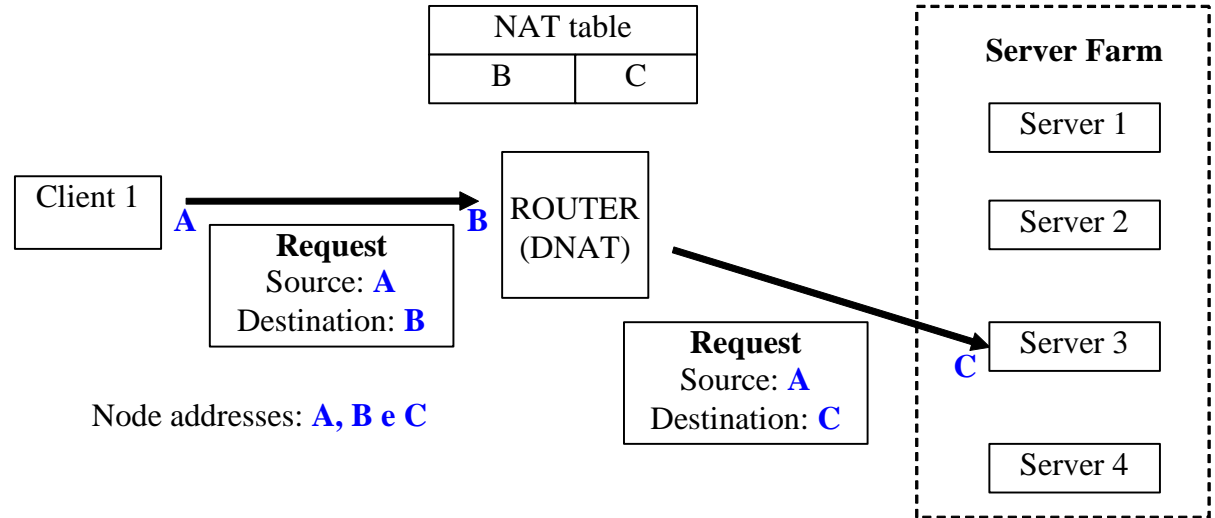 NAT table
B C
Server Farm
Server 1
Client 1
A
B
ROUTER
(DNAT)
Server 2
Request
Source: A
Destination: B
Request
Source: A
Destination: C
C
Server 3
Node addresses: A, B e C
Server 4